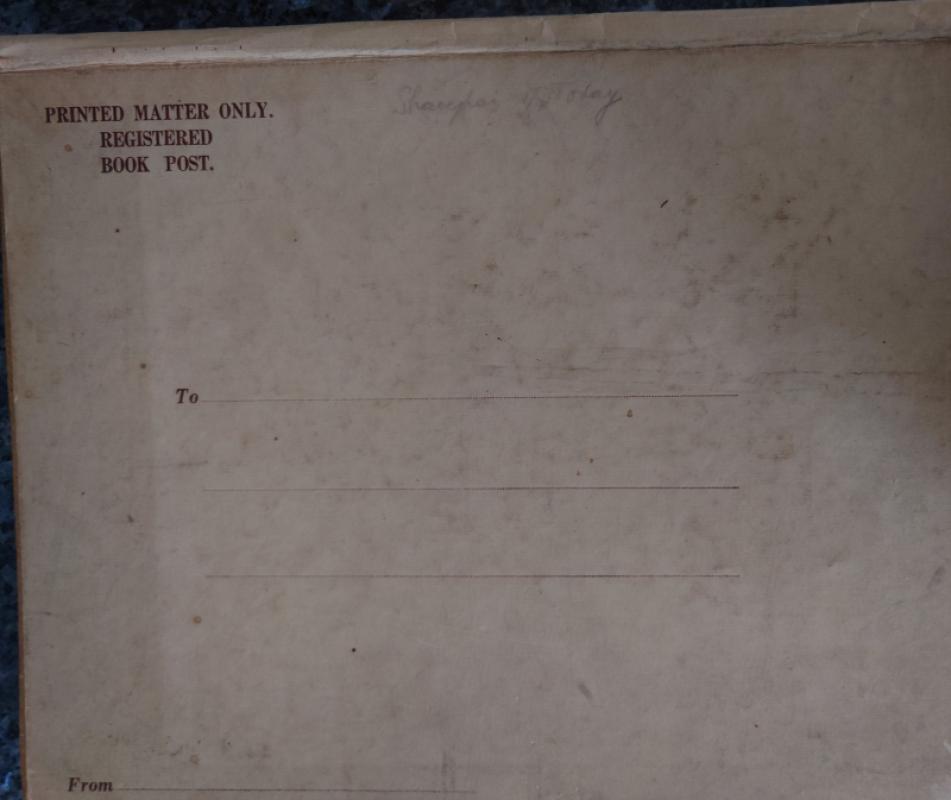 PRINTED MATTER ONLY.
REGISTERED
BOOK POST.
Shanghai of Today
To
From